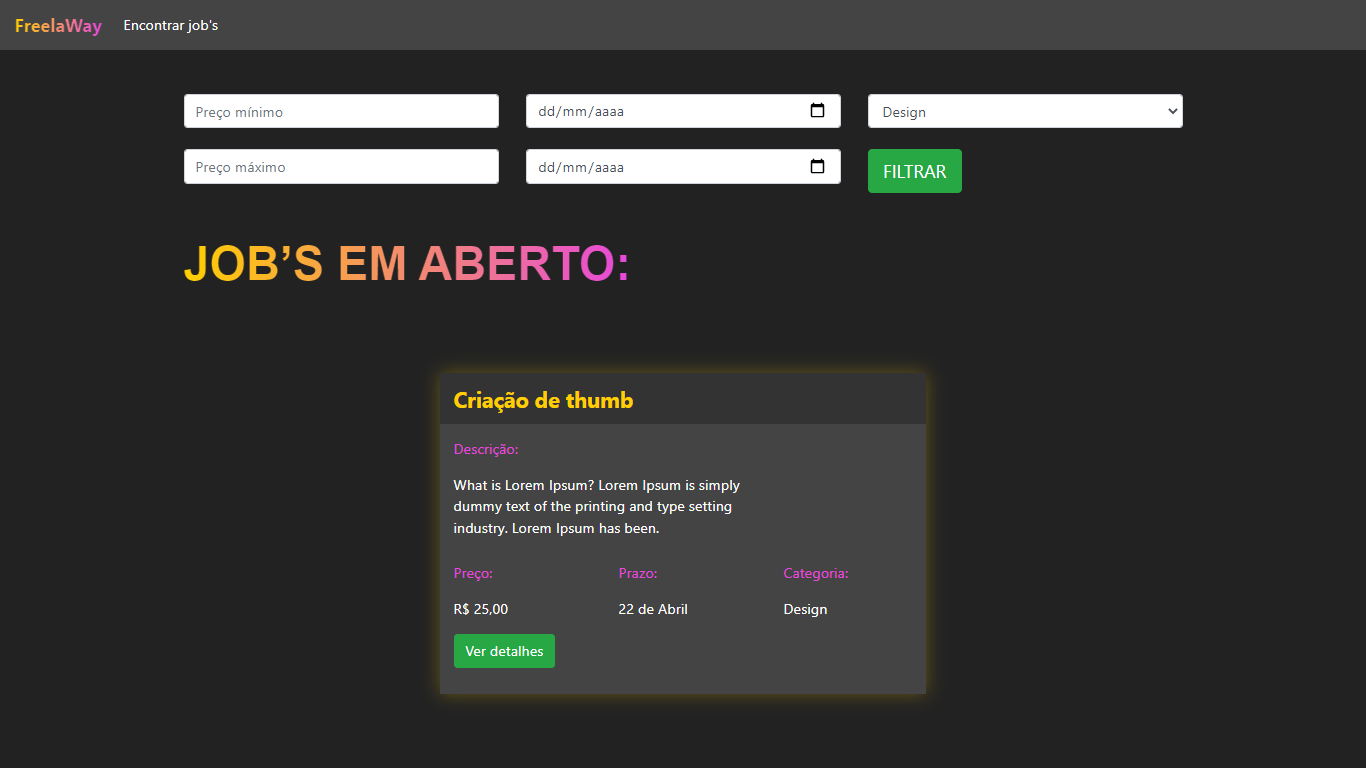 FreelaWay Encontrar job's
Preço mínimo dd/mm/aaaa Design
Preço máximo dd/mm/aaaa FILTRAR
JOB’S EM ABERTO:
Criação de thumb
Descrição:
What is Lorem Ipsum? Lorem Ipsum is simply
dummy text of the printing and type setting
industry. Lorem Ipsum has been.
Preço: Prazo: Categoria:
R$ 25,00 22 de Abril Design
Ver detalhes